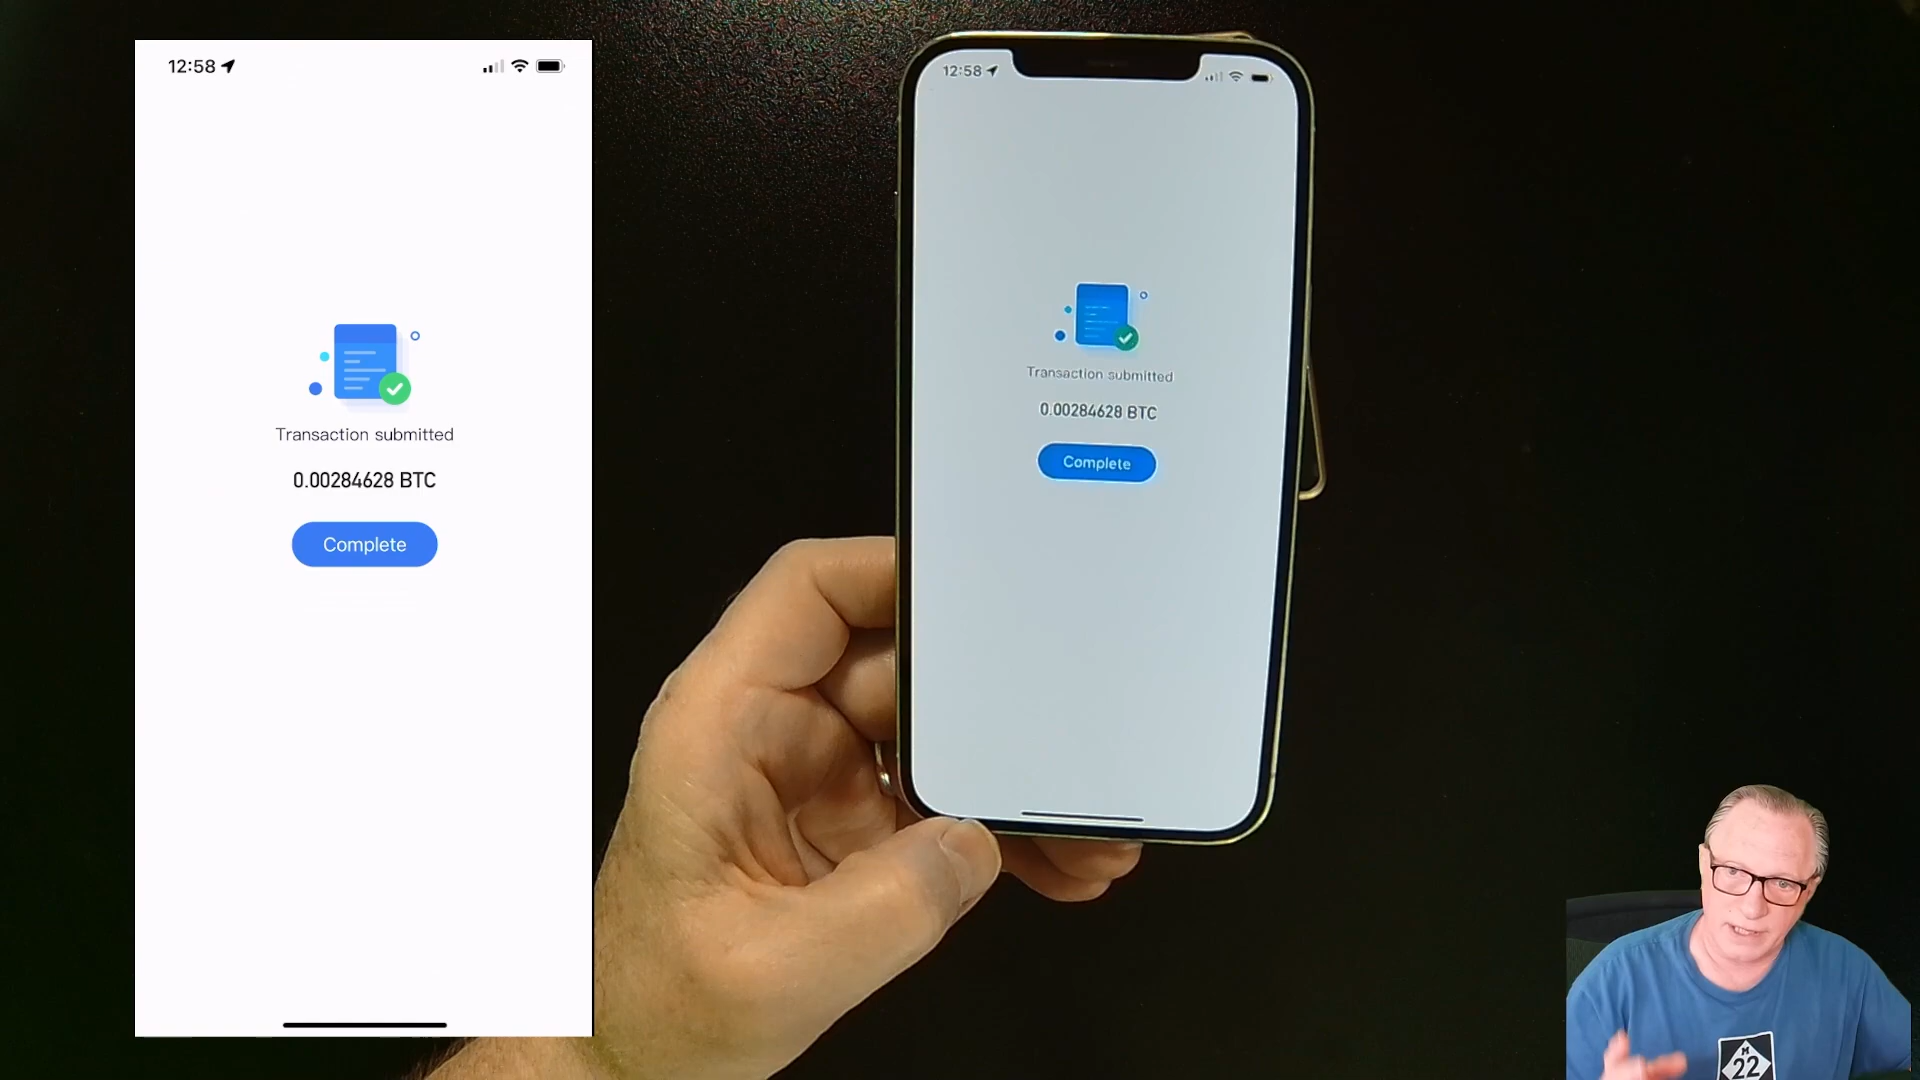 12:58
Transaction submitted
0.00284628 BTC
Complete
12:58
Transaction submitted
0.00284628 BTC
Complete
M
22